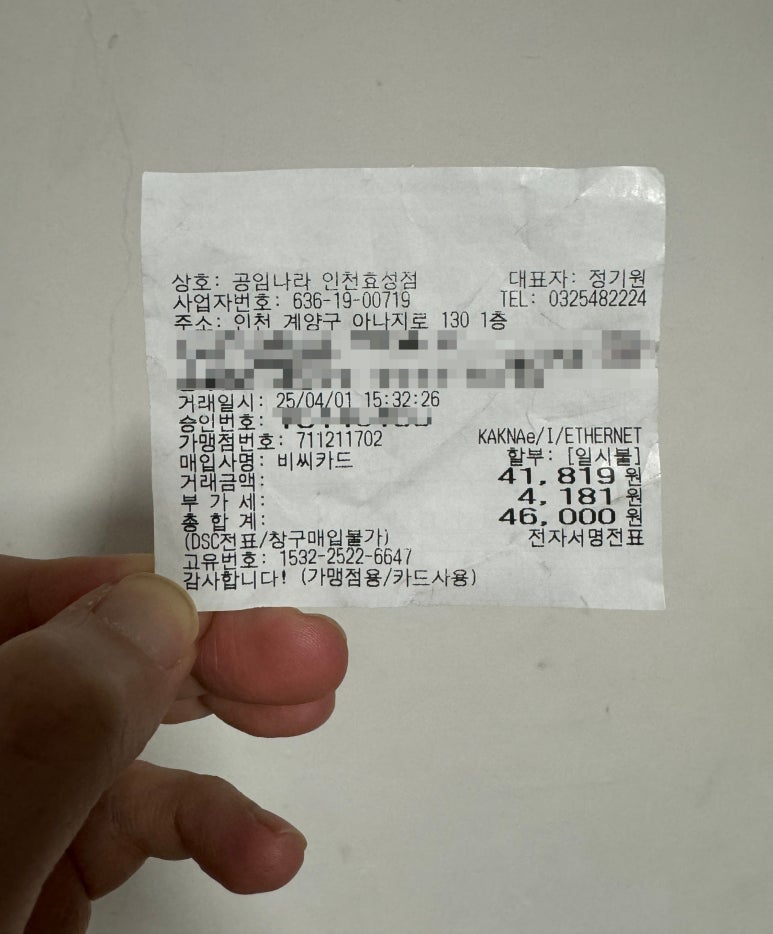 상호: 공임나라 인천효성점 대표자: 정기원
사업자번호: 636-19-00719 TEL: 0325482224
주소: 인천 계양구 아나지로 130 1층
거래일시: 25/04/01 15:32:26
승인번호:
가맹점번호: 711211702 KAKNAe/I/ETHERNET
매입사명: 비씨카드 할부: [일시불]
거래금액: 41,819 원
부 가 세: 4,181 원
총 합 계: 46,000 원
(DSC전표/창구매입불가) 전자서명전표
고유번호: 1532-2522-6647
감사합니다! (가맹점용/카드사용)